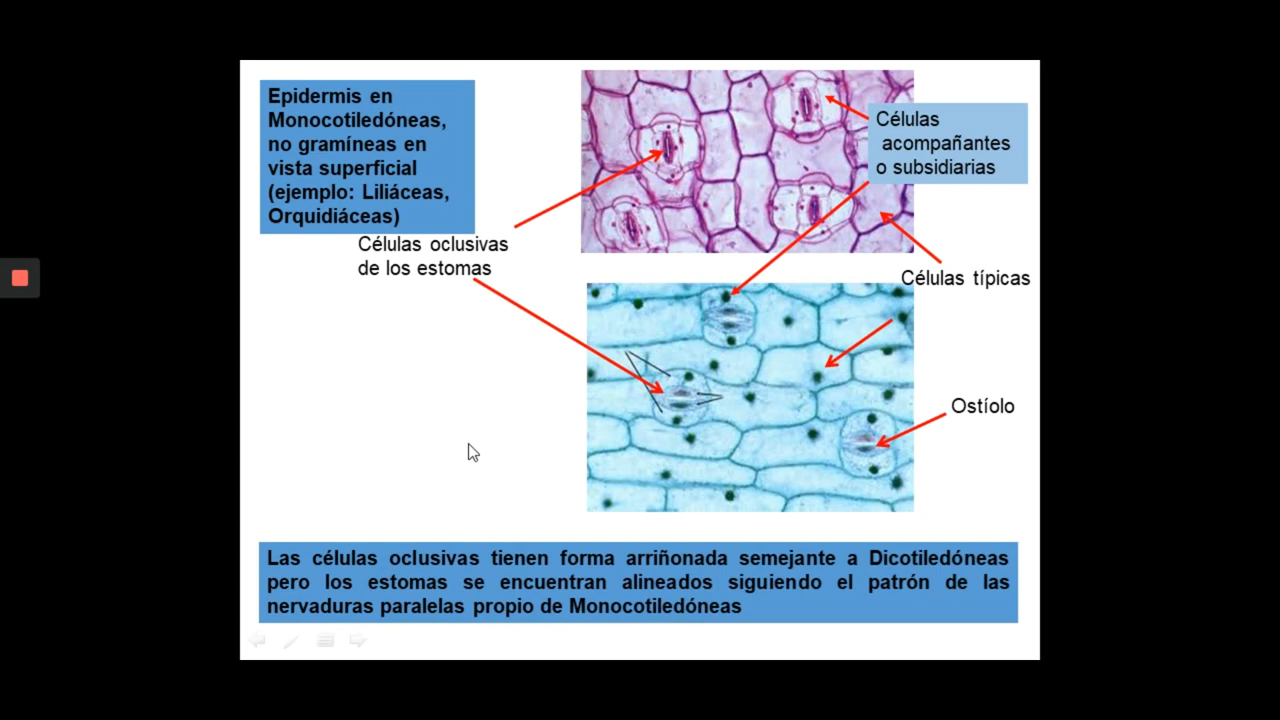 Epidermis en
Monocotiledóneas,
no gramíneas en
vista superficial
(ejemplo: Liliáceas,
Orquidiáceas)
Células
acompañantes
o subsidiarias
Células oclusivas
de los estomas
Células típicas
Ostíolo
Las células oclusivas tienen forma arriñonada semejante a Dicotiledóneas
pero los estomas se encuentran alineados siguiendo el patrón de las
nervaduras paralelas propio de Monocotiledóneas